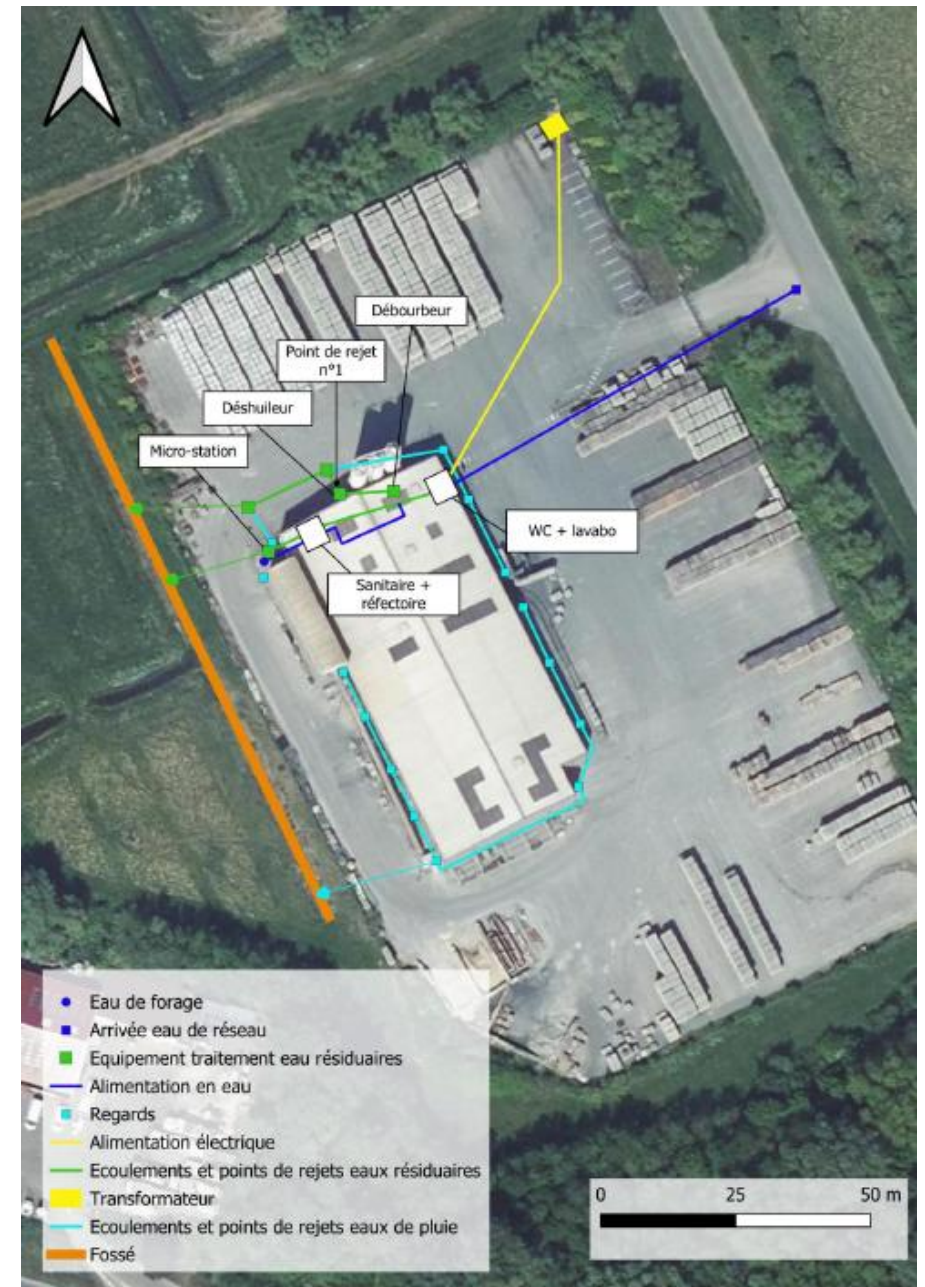 Débourbeur
Point de rejet
n°1
Déshuileur
Micro-station
WC + lavabo
Sanitaire +
réfectoire
Eau de forage
Arrivée eau de réseau
Equipement traitement eau résiduaires
Alimentation en eau
Regards
Alimentation électrique
Ecoulements et points de rejets eaux résiduaires
Transformateur
Ecoulements et points de rejets eaux de pluie
Fossé
0 25 50 m